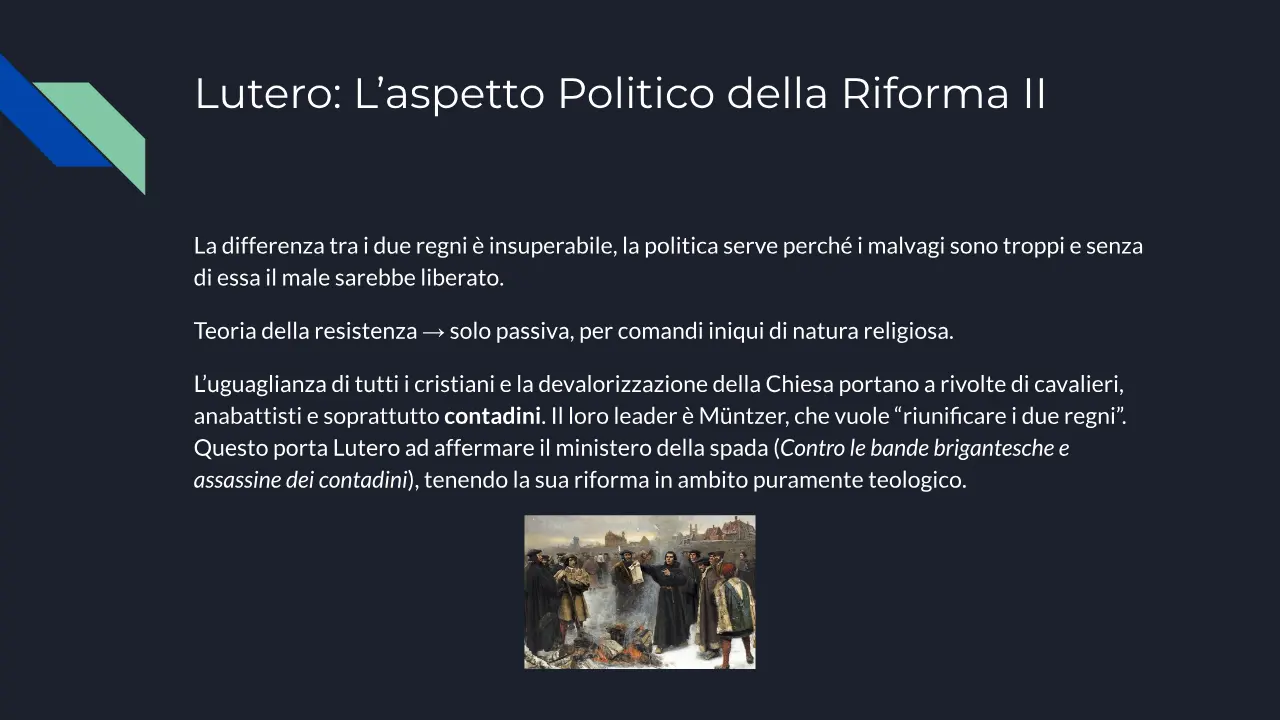 Lutero: L’aspetto Politico della Riforma II
La differenza tra i due regni è insuperabile, la politica serve perché i malvagi sono troppi e senza
di essa il male sarebbe liberato.
Teoria della resistenza → solo passiva, per comandi iniqui di natura religiosa.
L’uguaglianza di tutti i cristiani e la devalorizzazione della Chiesa portano a rivolte di cavalieri,
anabattisti e soprattutto contadini. Il loro leader è Müntzer, che vuole “riunificare i due regni”.
Questo porta Lutero ad affermare il ministero della spada (Contro le bande brigantesche e
assassine dei contadini), tenendo la sua riforma in ambito puramente teologico.